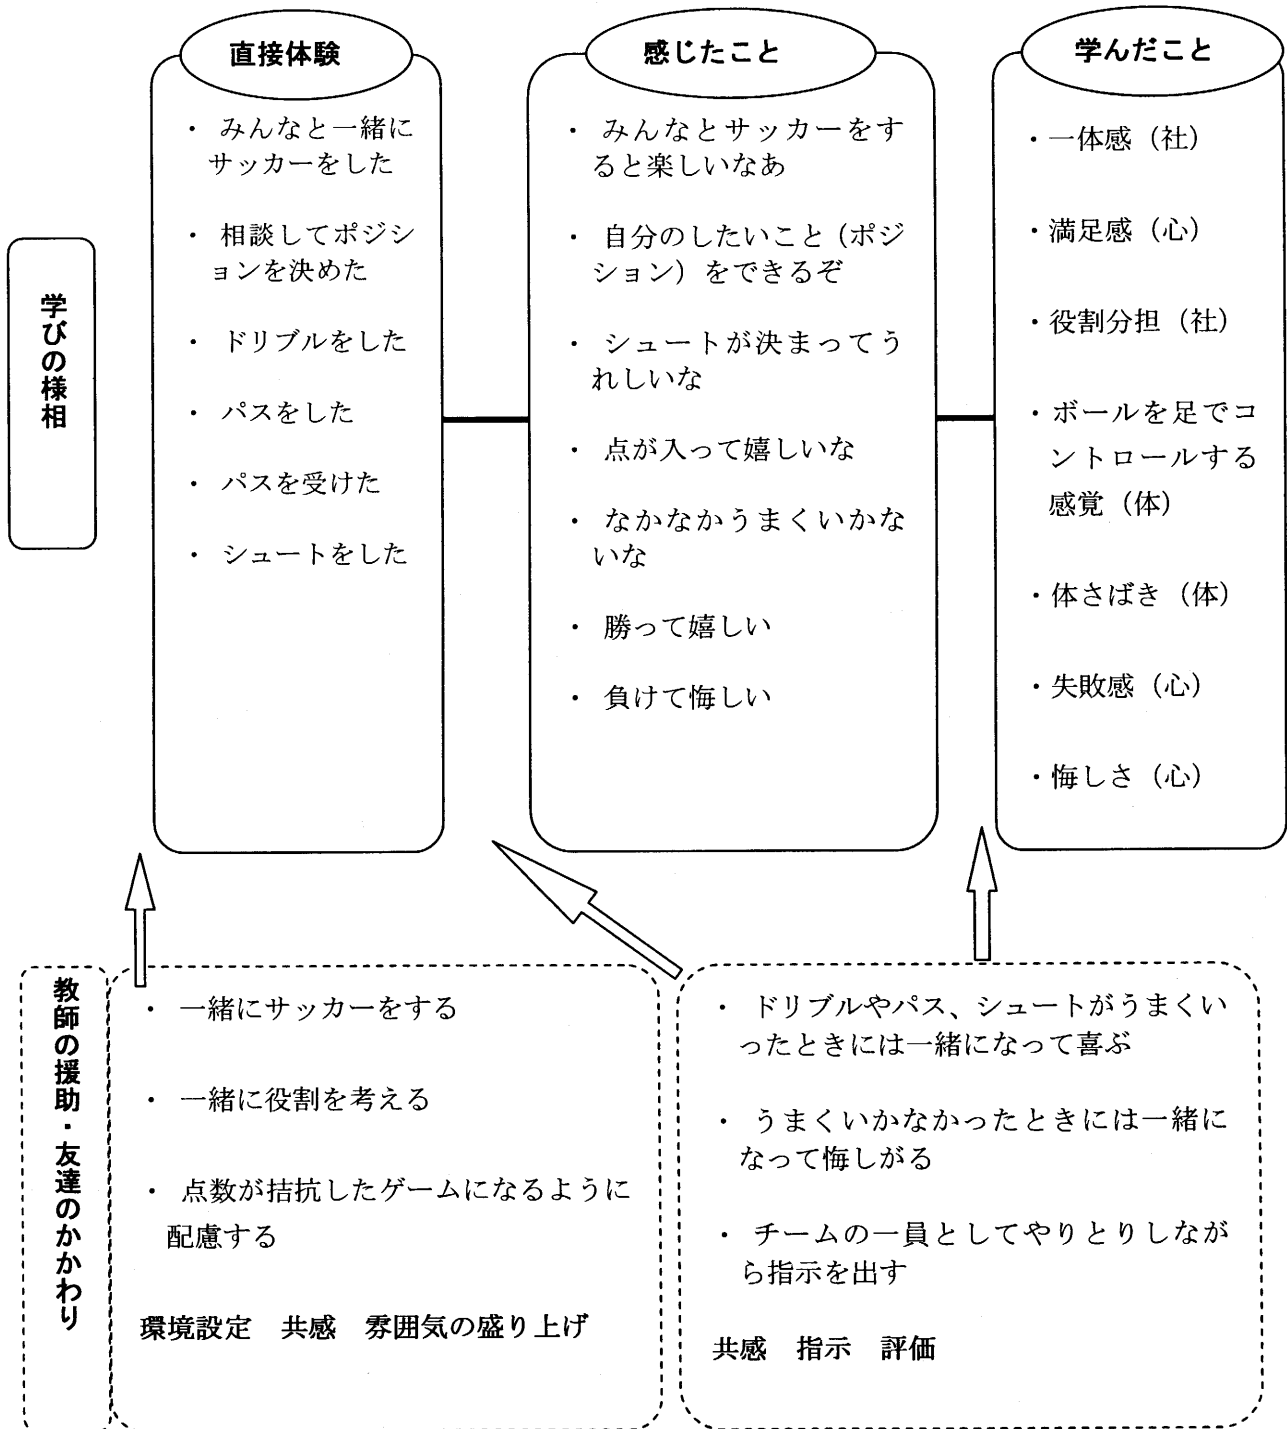 直接体験
・ みんなと一緒に
サッカーをした
・ 相談してポジシ
ョンを決めた
・ ドリブルをした
・ パスをした
・ パスを受けた
・ シュートをした
感じたこと
・ みんなとサッカーをす
ると楽しいなあ
・ 自分のしたいこと（ポジ
ション）をできるぞ
・ シュートが決まってう
れしいな
・ 点が入って嬉しいな
・ なかなかうまくいかな
いな
・ 勝って嬉しい
・ 負けて悔しい
学んだこと
・一体感（社）
・満足感（心）
・役割分担（社）
・ボールを足でコ
ントロールする
感覚（体）
・体さばき（体）
・失敗感（心）
・悔しさ（心）
学びの様相
教師の援助・友達のかかわり
・ 一緒にサッカーをする
・ 一緒に役割を考える
・ 点数が拮抗したゲームになるように
配慮する
環境設定　共感　雰囲気の盛り上げ
・ ドリブルやパス、シュートがうまくい
ったときには一緒になって喜ぶ
・ うまくいかなかったときには一緒に
なって悔しがる
・ チームの一員としてやりとりしなが
ら指示を出す
共感　指示　評価